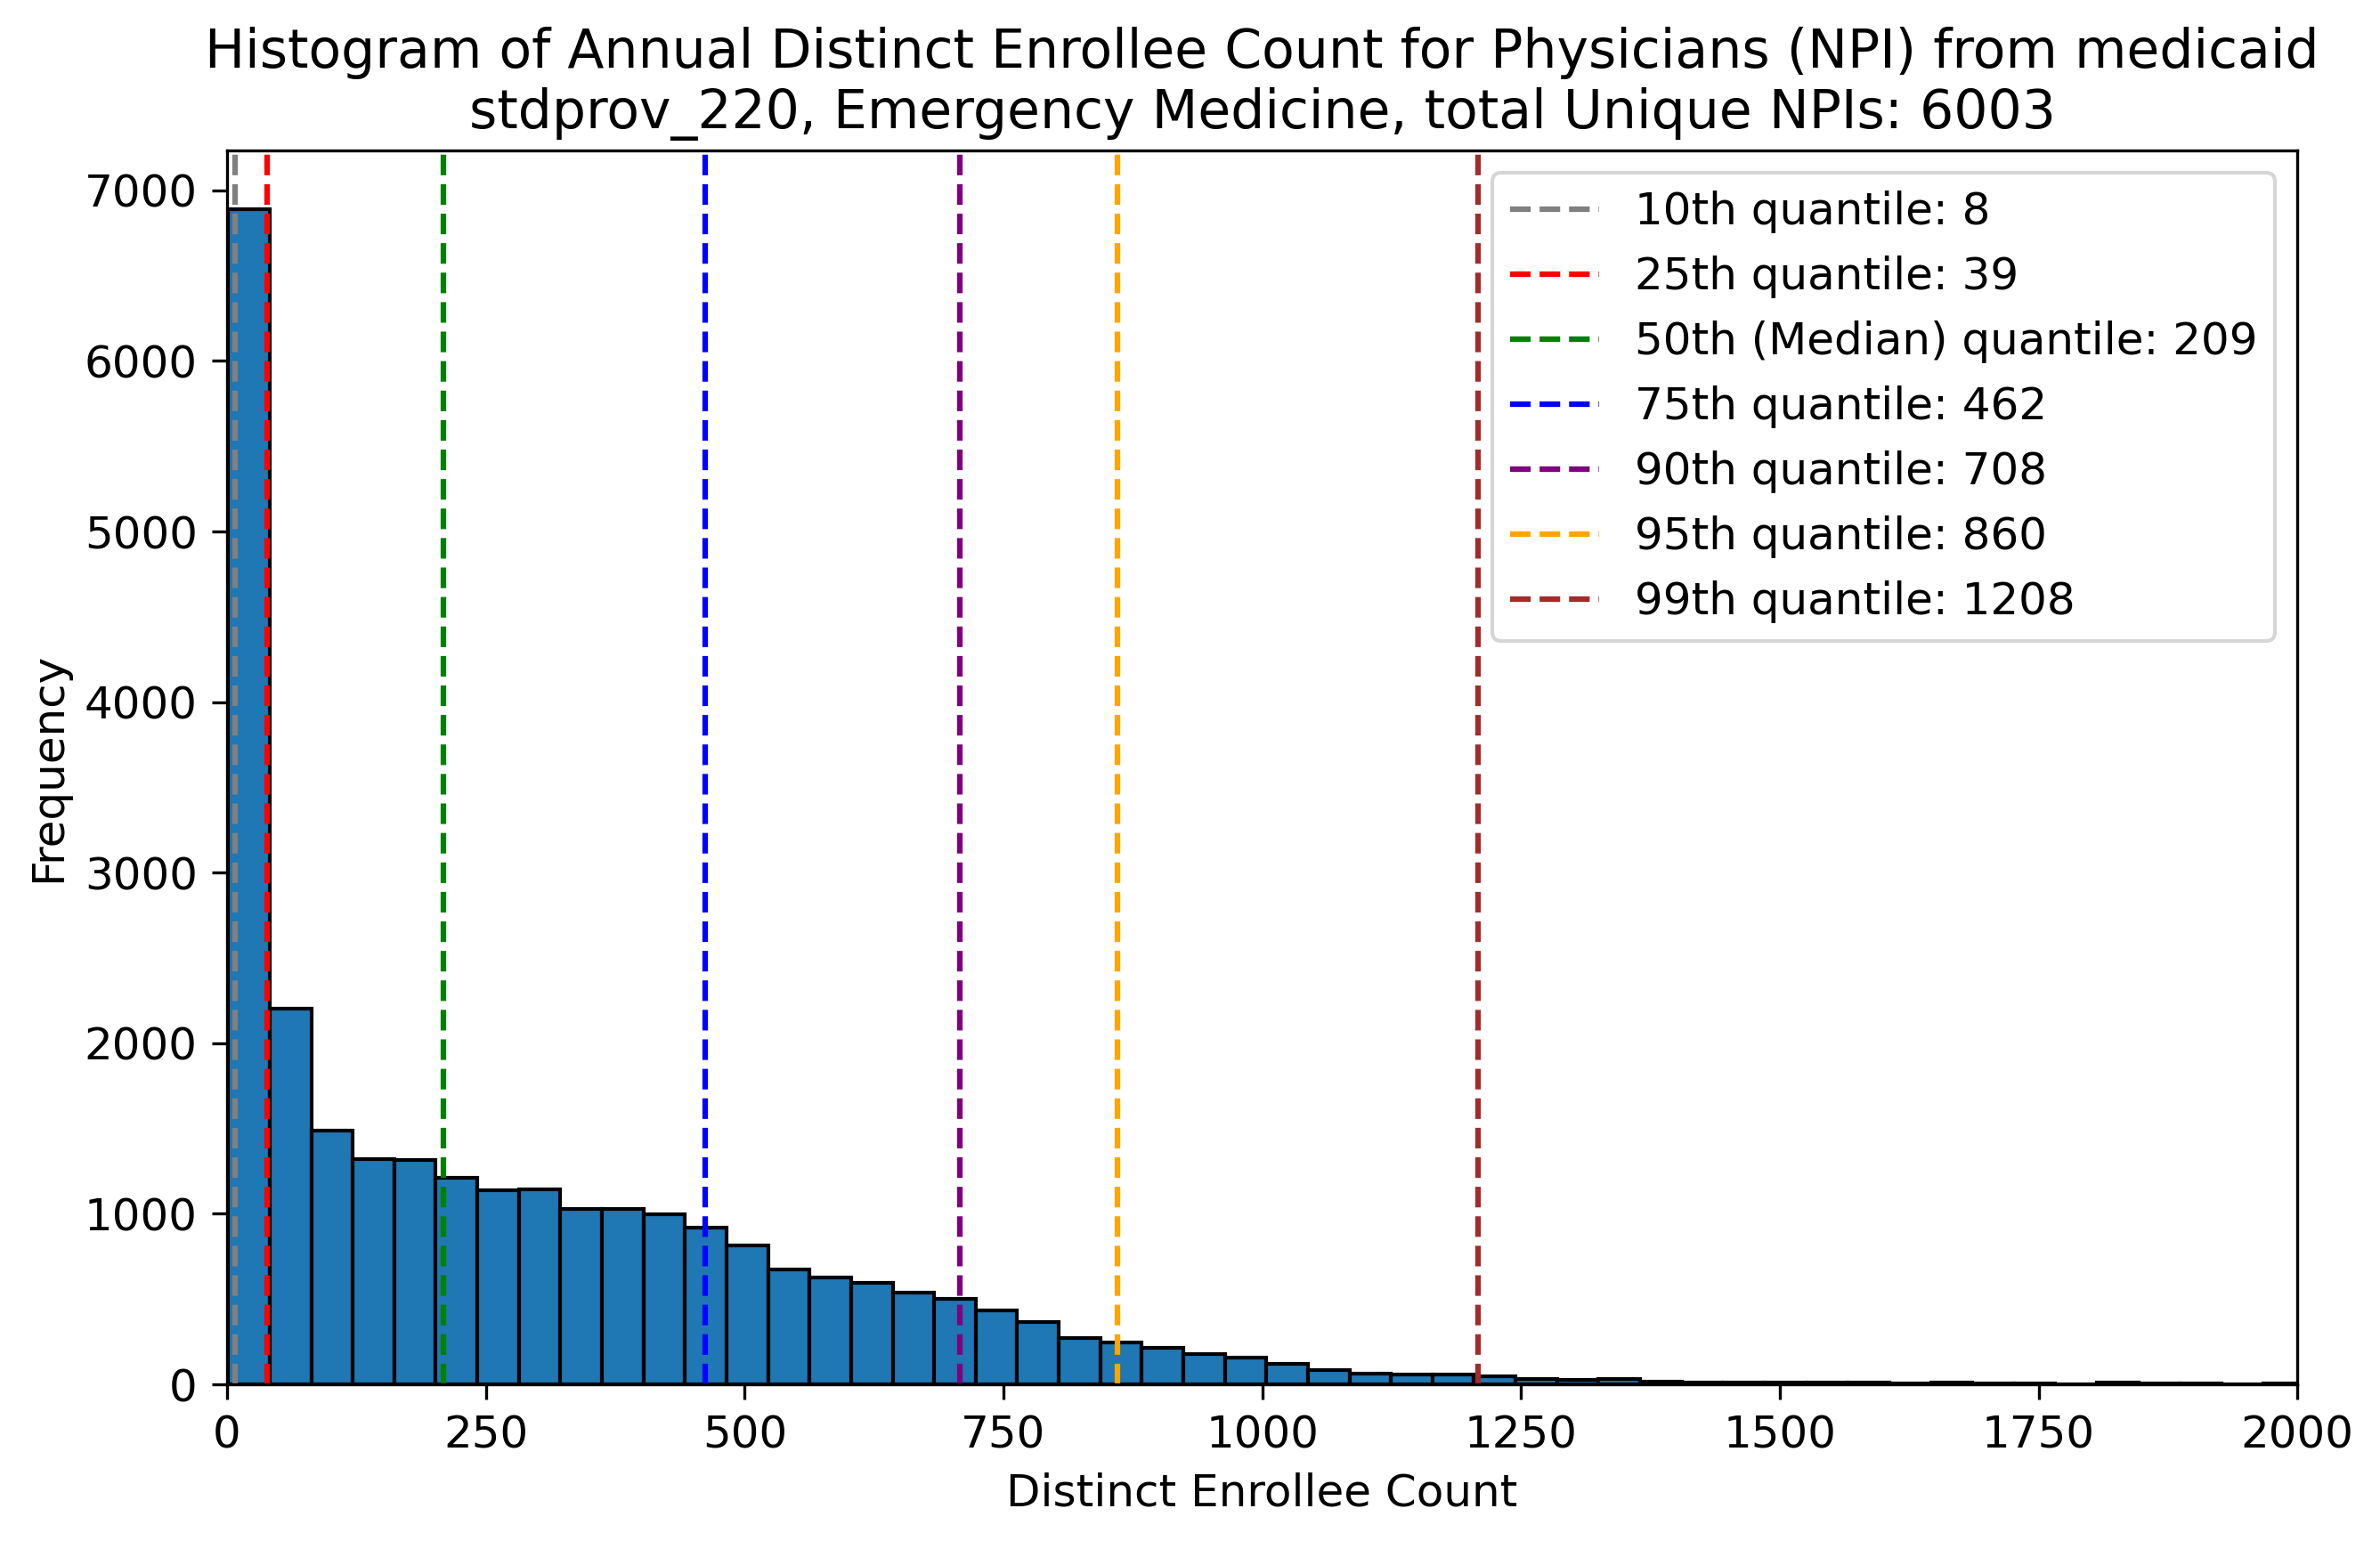 Histogram of Annual Distinct Enrollee Count for Physicians (NPI) from medicaid
stdprov_220, Emergency Medicine, total Unique NPIs: 6003
10th quantile: 8
25th quantile: 39
50th (Median) quantile: 209
75th quantile: 462
90th quantile: 708
95th quantile: 860
99th quantile: 1208
Frequency
7000
6000
5000
4000
3000
2000
1000
0
0 250 500 750 1000 1250 1500 1750 2000
Distinct Enrollee Count